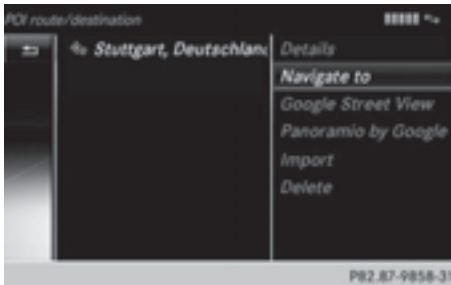 POI route/destination
Stuttgart, Deutschlan
Details
Navigate to
Google Street View
Panoramio by Google
Import
Delete
P82.87-9858-31